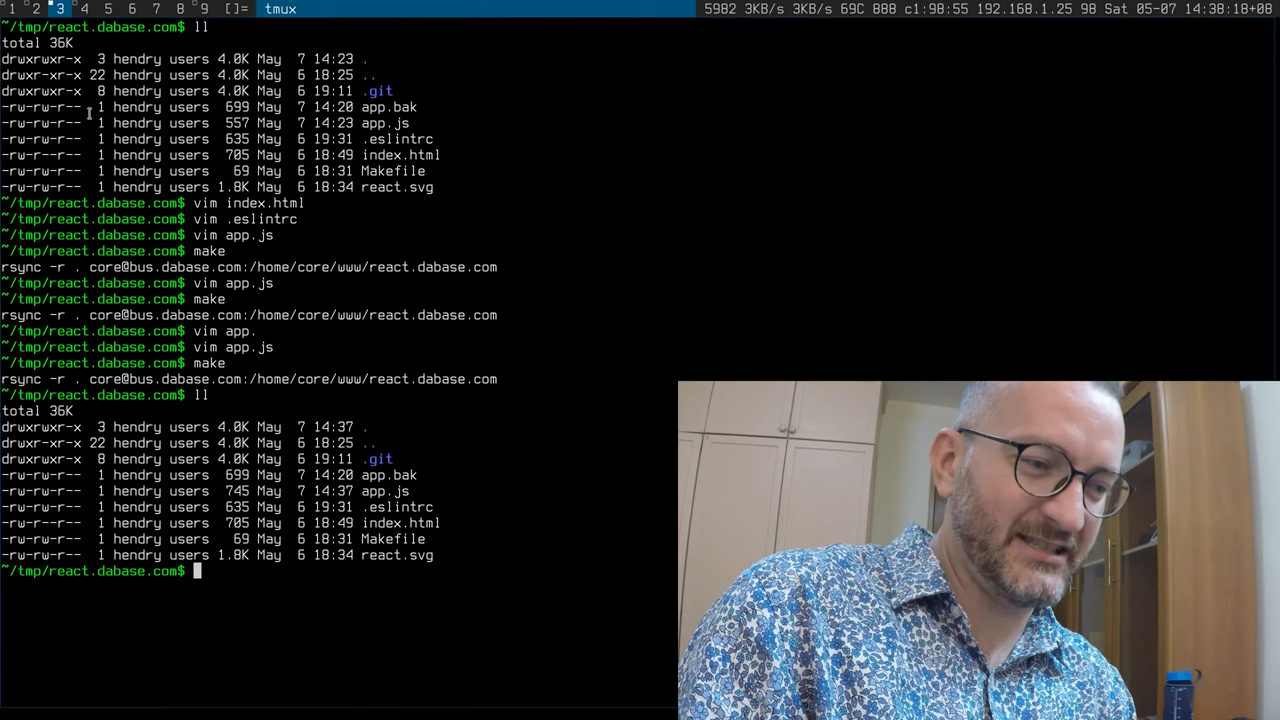 1 2 3 4 5 6 7 8 9 []= tmux 5982 3KB/s 3KB/s 69C 888 c1:98:55 192.168.1.25 98 Sat 05-07 14:38:18+08
~/tmp/react.dabase.com$ ll
total 36K
drwxrwxr-x 3 hendry users 4.0K May 7 14:23 .
drwxr-xr-x 22 hendry users 4.0K May 6 18:25 ..
drwxrwxr-x 8 hendry users 4.0K May 6 19:11 .git
-rw-rw-r-- 1 hendry users 699 May 7 14:20 app.bak
-rw-rw-r-- 1 hendry users 557 May 7 14:23 app.js
-rw-rw-r-- 1 hendry users 635 May 6 19:31 .eslintrc
-rw-r--r-- 1 hendry users 705 May 6 18:49 index.html
-rw-rw-r-- 1 hendry users 69 May 6 18:31 Makefile
-rw-rw-r-- 1 hendry users 1.8K May 6 18:34 react.svg
~/tmp/react.dabase.com$ vim index.html
~/tmp/react.dabase.com$ vim .eslintrc
~/tmp/react.dabase.com$ vim app.js
~/tmp/react.dabase.com$ make
rsync -r . core@bus.dabase.com:/home/core/www/react.dabase.com
~/tmp/react.dabase.com$ vim app.js
~/tmp/react.dabase.com$ make
rsync -r . core@bus.dabase.com:/home/core/www/react.dabase.com
~/tmp/react.dabase.com$ vim app.
~/tmp/react.dabase.com$ vim app.js
~/tmp/react.dabase.com$ make
rsync -r . core@bus.dabase.com:/home/core/www/react.dabase.com
~/tmp/react.dabase.com$ ll
total 36K
drwxrwxr-x 3 hendry users 4.0K May 7 14:37 .
drwxr-xr-x 22 hendry users 4.0K May 6 18:25 ..
drwxrwxr-x 8 hendry users 4.0K May 6 19:11 .git
-rw-rw-r-- 1 hendry users 699 May 7 14:20 app.bak
-rw-rw-r-- 1 hendry users 745 May 7 14:37 app.js
-rw-rw-r-- 1 hendry users 635 May 6 19:31 .eslintrc
-rw-r--r-- 1 hendry users 705 May 6 18:49 index.html
-rw-rw-r-- 1 hendry users 69 May 6 18:31 Makefile
-rw-rw-r-- 1 hendry users 1.8K May 6 18:34 react.svg
~/tmp/react.dabase.com$